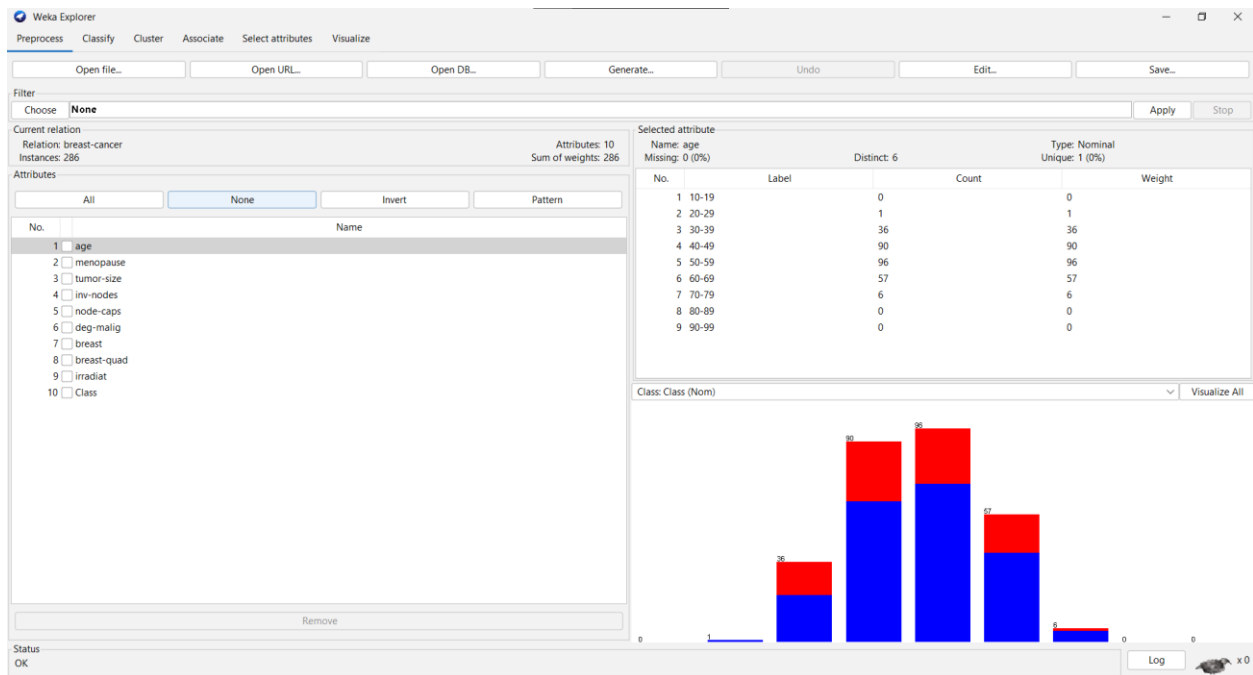 Weka Explorer
Preprocess Classify Cluster Associate Select attributes Visualize
Open file... Open URL... Open DB... Generate... Undo Edit... Save...
Filter
Choose None Apply Stop
Current relation
Relation: breast-cancer Attributes: 10
Instances: 286 Sum of weights: 286
Attributes
All None Invert Pattern
No. Name
1 age
2 menopause
3 tumor-size
4 inv-nodes
5 node-caps
6 deg-malig
7 breast
8 breast-quad
9 irradiat
10 Class
Remove
Selected attribute
Name: age Type: Nominal
Missing: 0 (0%) Distinct: 6 Unique: 1 (0%)
No. Label Count Weight
1 10-19 0 0
2 20-29 1 1
3 30-39 36 36
4 40-49 90 90
5 50-59 96 96
6 60-69 57 57
7 70-79 6 6
8 80-89 0 0
9 90-99 0 0
Class: Class (Nom) Visualize All
0 1 36 90 96 57 6 0 0
Status
OK Log x 0